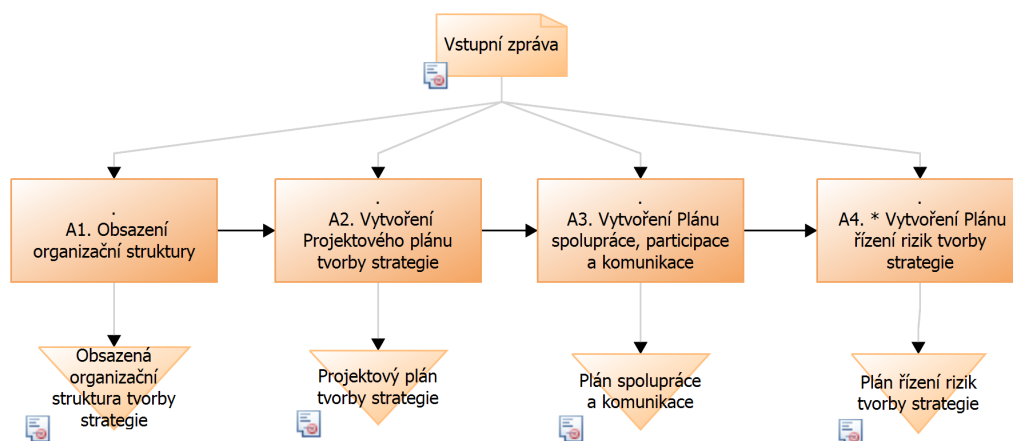 Vstupní zpráva
.
A1. Obsazení
organizační struktury
.
A2. Vytvoření
Projektového plánu
tvorby strategie
.
A3. Vytvoření Plánu
spolupráce, participace
a komunikace
.
A4. * Vytvoření Plánu
řízení rizik tvorby
strategie
Obsazená
organizační
struktura tvorby
strategie
Projektový plán
tvorby strategie
Plán spolupráce
a komunikace
Plán řízení rizik
tvorby strategie